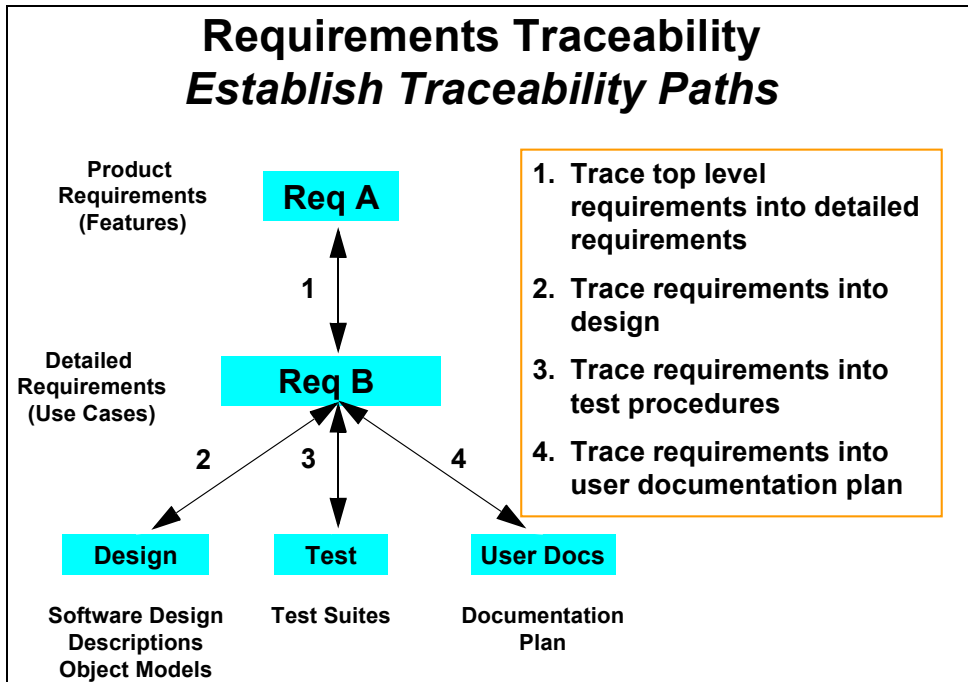 Requirements Traceability
Establish Traceability Paths
Product
Requirements
(Features)
Req A
1
Detailed
Requirements
(Use Cases)
Req B
2
3
4
Design
Test
User Docs
Software Design
Descriptions
Object Models
Test Suites
Documentation
Plan
1. Trace top level
requirements into detailed
requirements
2. Trace requirements into
design
3. Trace requirements into
test procedures
4. Trace requirements into
user documentation plan